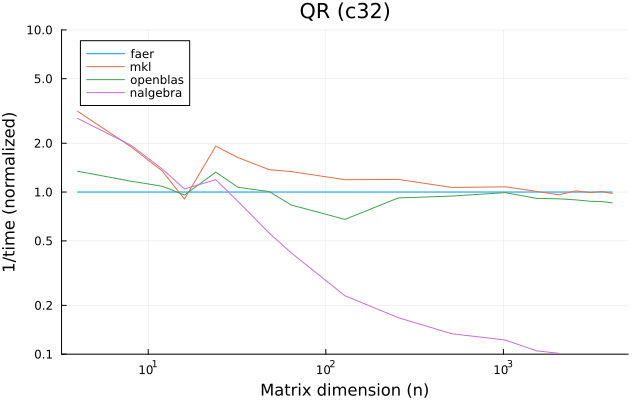 QR (c32)
faer
mkl
openblas
nalgebra
1/time (normalized)
10.0
5.0
2.0
1.0
0.5
0.2
0.1
10¹ 10² 10³
Matrix dimension (n)